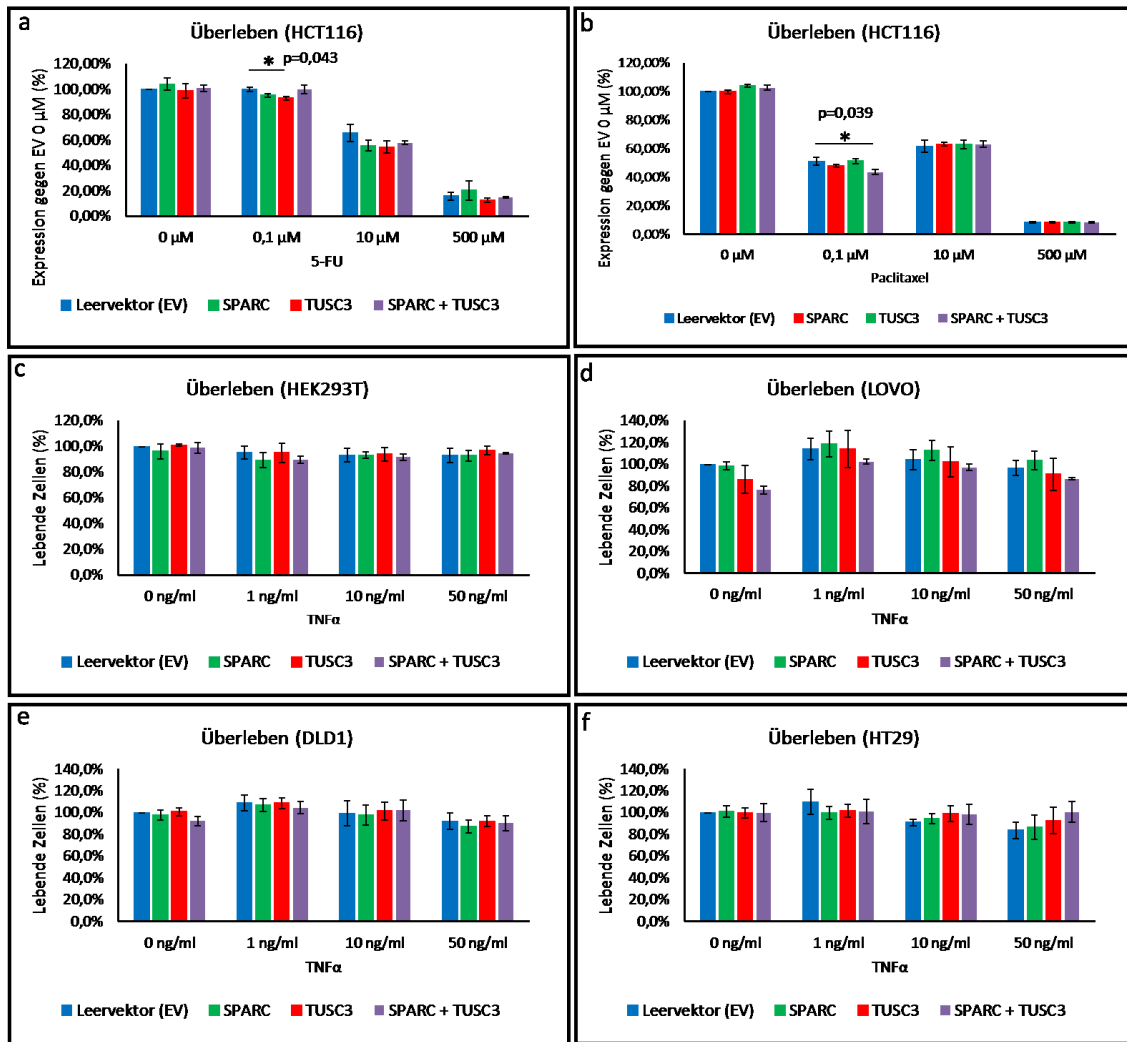 a
Überleben (HCT116)
* p=0,043
Expression gegen EV 0 µM (%)
120,00%
100,00%
80,00%
60,00%
40,00%
20,00%
0,00%
0 µM 0,1 µM 10 µM 500 µM
5-FU
Leervektor (EV) SPARC TUSC3 SPARC + TUSC3
b
Überleben (HCT116)
p=0,039
*
Expression gegen EV 0 µM (%)
120,00%
100,00%
80,00%
60,00%
40,00%
20,00%
0,00%
0 µM 0,1 µM 10 µM 500 µM
Paclitaxel
Leervektor (EV) SPARC TUSC3 SPARC + TUSC3
c
Überleben (HEK293T)
Lebende Zellen (%)
120,0%
100,0%
80,0%
60,0%
40,0%
20,0%
0,0%
0 ng/ml 1 ng/ml 10 ng/ml 50 ng/ml
TNFα
Leervektor (EV) SPARC TUSC3 SPARC + TUSC3
d
Überleben (LOVO)
Lebende Zellen (%)
140,0%
120,0%
100,0%
80,0%
60,0%
40,0%
20,0%
0,0%
0 ng/ml 1 ng/ml 10 ng/ml 50 ng/ml
TNFα
Leervektor (EV) SPARC TUSC3 SPARC + TUSC3
e
Überleben (DLD1)
Lebende Zellen (%)
140,0%
120,0%
100,0%
80,0%
60,0%
40,0%
20,0%
0,0%
0 ng/ml 1 ng/ml 10 ng/ml 50 ng/ml
TNFα
Leervektor (EV) SPARC TUSC3 SPARC + TUSC3
f
Überleben (HT29)
Lebende Zellen (%)
140,0%
120,0%
100,0%
80,0%
60,0%
40,0%
20,0%
0,0%
0 ng/ml 1 ng/ml 10 ng/ml 50 ng/ml
TNFα
Leervektor (EV) SPARC TUSC3 SPARC + TUSC3